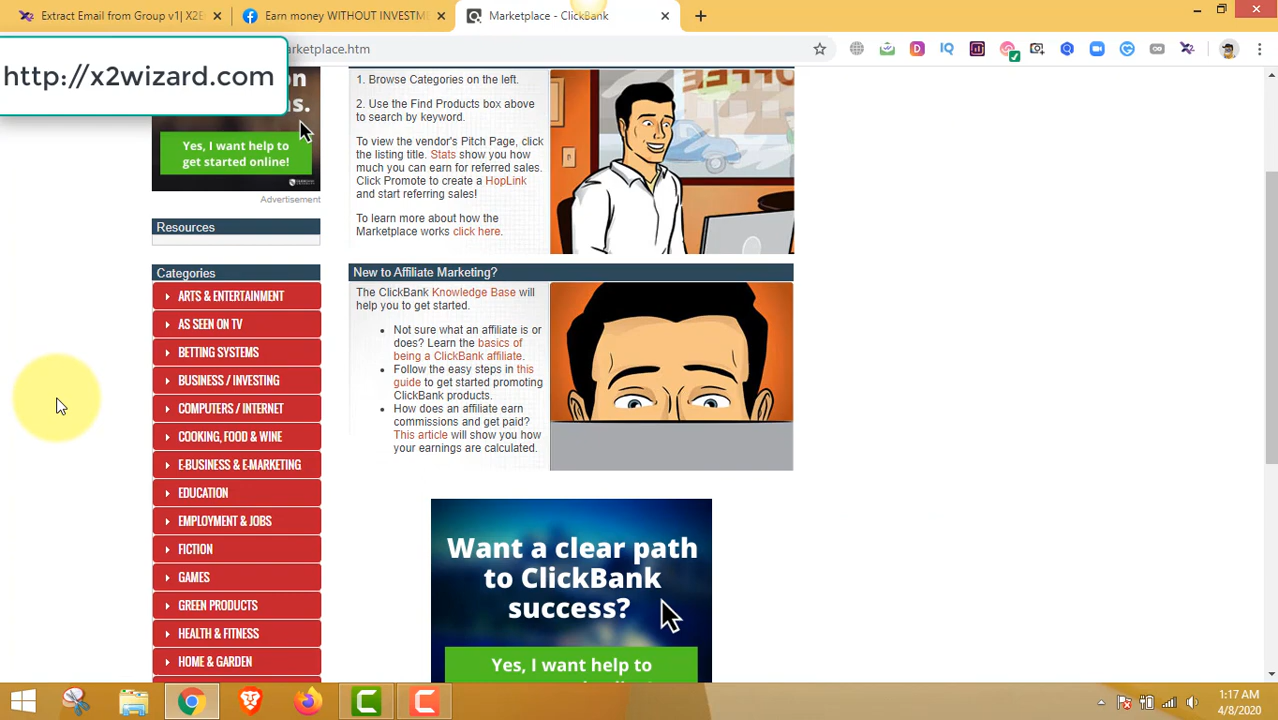 Extract Email from Group v1| X2E
Earn money WITHOUT INVESTME
Marketplace - ClickBank
arketplace.htm
http://x2wizard.com
on
s.
Yes, I want help to
get started online!
Advertisement
Resources
Categories
ARTS & ENTERTAINMENT
AS SEEN ON TV
BETTING SYSTEMS
BUSINESS / INVESTING
COMPUTERS / INTERNET
COOKING, FOOD & WINE
E-BUSINESS & E-MARKETING
EDUCATION
EMPLOYMENT & JOBS
FICTION
GAMES
GREEN PRODUCTS
HEALTH & FITNESS
HOME & GARDEN
1. Browse Categories on the left.
2. Use the Find Products box above
to search by keyword.
To view the vendor's Pitch Page, click
the listing title. Stats show you how
much you can earn for referred sales.
Click Promote to create a HopLink
and start referring sales!
To learn more about how the
Marketplace works click here.
OFFEE
New to Affiliate Marketing?
The ClickBank Knowledge Base will
help you to get started.
• Not sure what an affiliate is or
does? Learn the basics of
being a ClickBank affiliate.
• Follow the easy steps in this
guide to get started promoting
ClickBank products.
• How does an affiliate earn
commissions and get paid?
This article will show you how
your earnings are calculated.
Want a clear path
to ClickBank
success?
Yes, I want help to
1:17 AM
4/8/2020